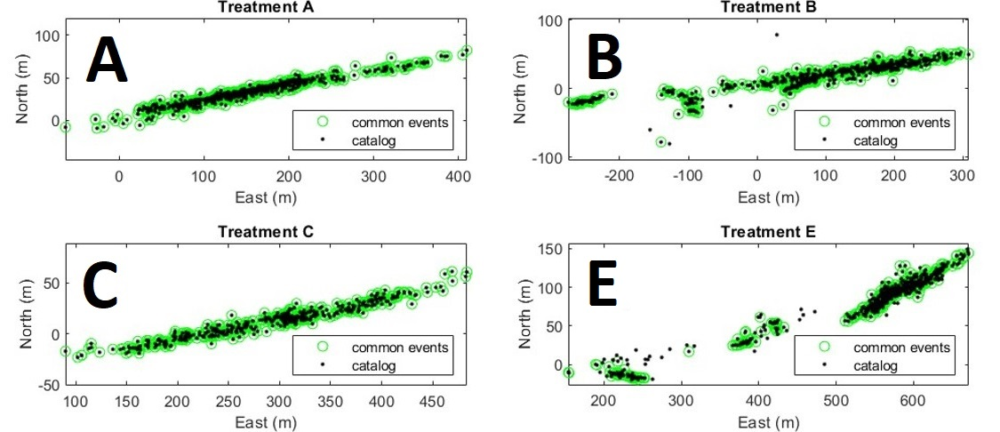 Treatment A
A
100
50
0
North (m)
0 100 200 300 400
East (m)
common events
catalog
Treatment B
B
100
0
-100
North (m)
-200 -100 0 100 200 300
East (m)
common events
catalog
Treatment C
C
50
0
-50
North (m)
100 150 200 250 300 350 400 450
East (m)
common events
catalog
Treatment E
E
150
100
50
0
North (m)
200 300 400 500 600
East (m)
common events
catalog